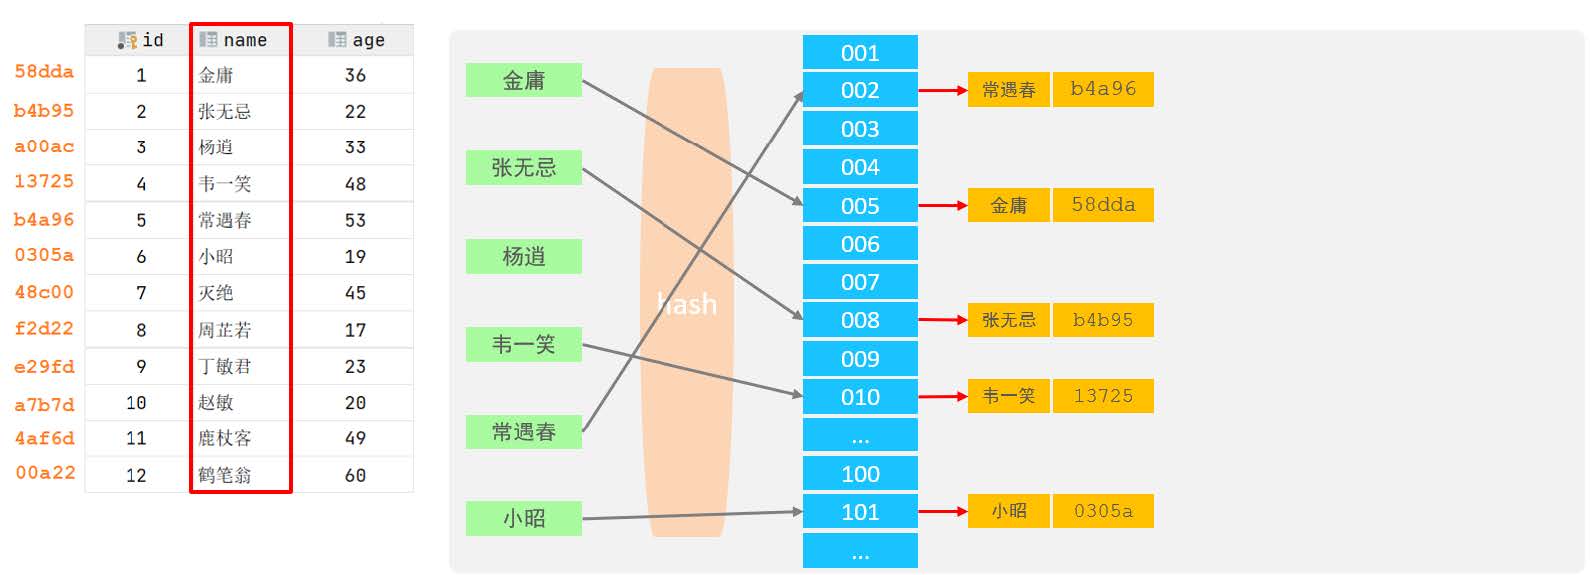 id name age
58dda 1 金庸 36
b4b95 2 张无忌 22
a00ac 3 杨逍 33
13725 4 韦一笑 48
b4a96 5 常遇春 53
0305a 6 小昭 19
48c00 7 灭绝 45
f2d22 8 周芷若 17
e29fd 9 丁敏君 23
a7b7d 10 赵敏 20
4af6d 11 鹿杖客 49
00a22 12 鹤笔翁 60
金庸
张无忌
杨逍
韦一笑
常遇春
小昭
hash
001
002
003
004
005
006
007
008
009
010
...
100
101
...
常遇春 b4a96
金庸 58dda
张无忌 b4b95
韦一笑 13725
小昭 0305a